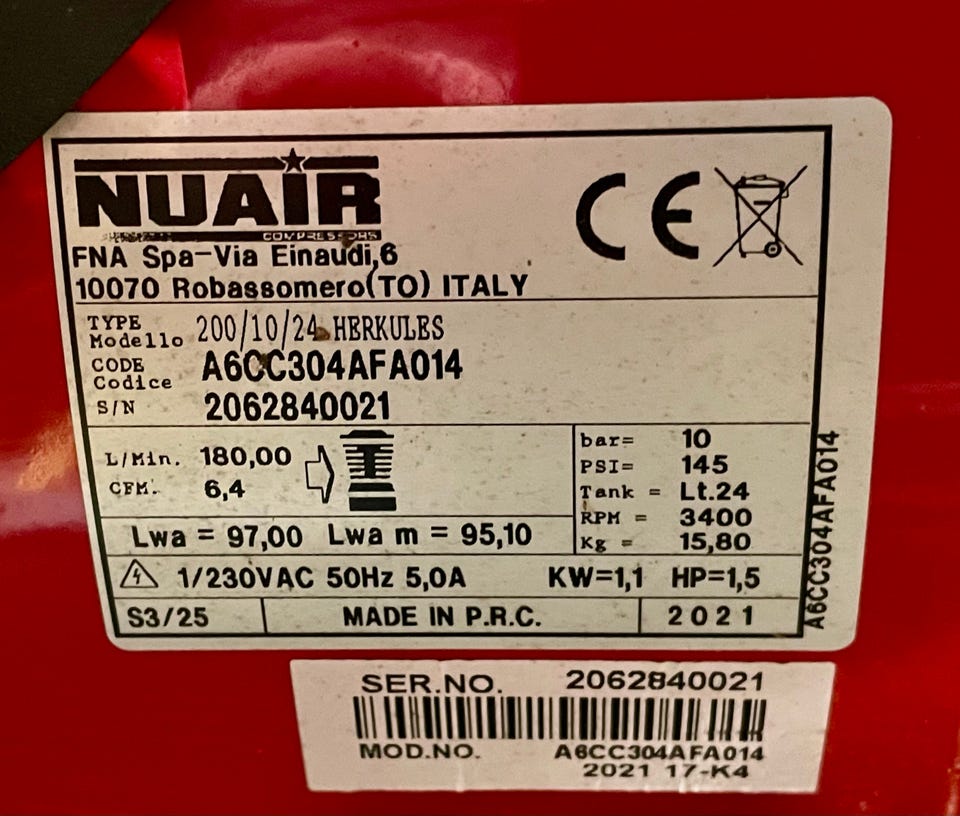 NUAIR
COMPRESSORS
CE
FNA Spa-Via Einaudi,6
10070 Robassomero(TO) ITALY
TYPE
Modello 200/10/24 HERKULES
CODE
Codice A6CC304AFA014
S/N 2062840021
L/Min. 180,00
CFM. 6,4
Lwa = 97,00 Lwa m = 95,10
bar= 10
PSI= 145
Tank = Lt.24
RPM = 3400
Kg = 15,80
1/230VAC 50Hz 5,0A KW=1,1 HP=1,5
S3/25 MADE IN P.R.C. 2021
A6CC304AFA014
SER.NO. 2062840021
MOD.NO. A6CC304AFA014
2021 17-K4